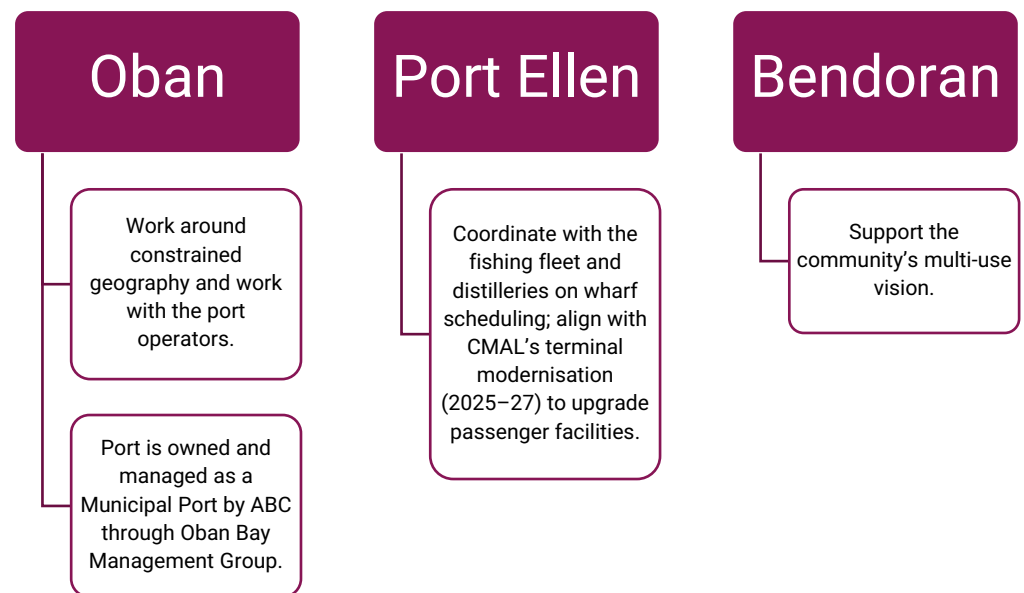 Oban
Work around
constrained
geography and work
with the port
operators.
Port is owned and
managed as a
Municipal Port by ABC
through Oban Bay
Management Group.
Port Ellen
Coordinate with the
fishing fleet and
distilleries on wharf
scheduling; align with
CMAL’s terminal
modernisation
(2025–27) to upgrade
passenger facilities.
Bendoran
Support the
community’s multi-use
vision.